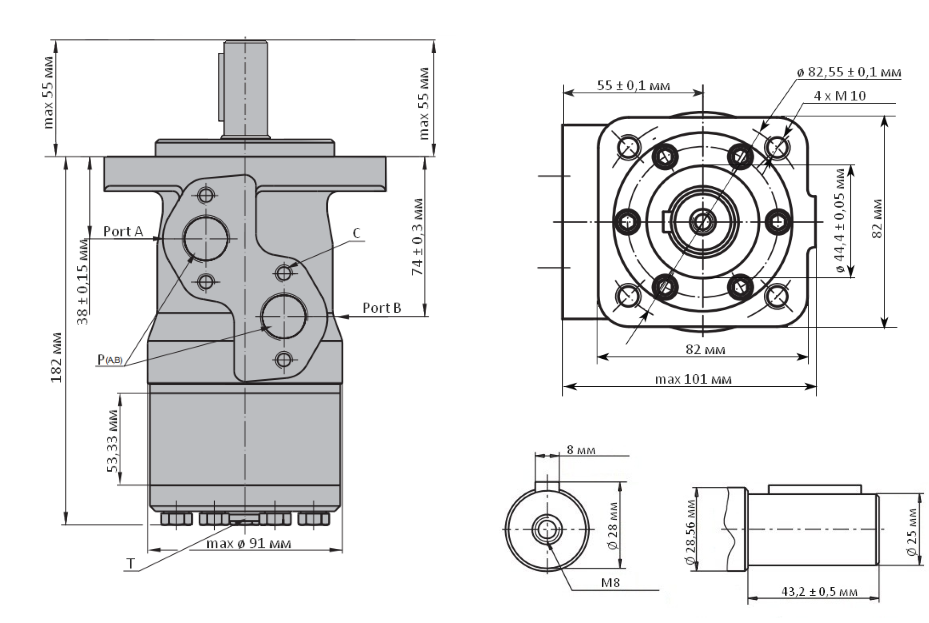 max 55 мм
max 55 мм
Port A
38 ± 0,15 мм
74 ± 0,3 мм
C
Port B
P(A,B)
182 мм
53,33 мм
max ø 91 мм
T
55 ± 0,1 мм
ø 82,55 ± 0,1 мм
4 x M 10
ø 44,4 ± 0,05 мм
82 мм
82 мм
max 101 мм
8 мм
Ø 28 мм
M8
Ø 28,56 мм
Ø 25 мм
43,2 ± 0,5 мм